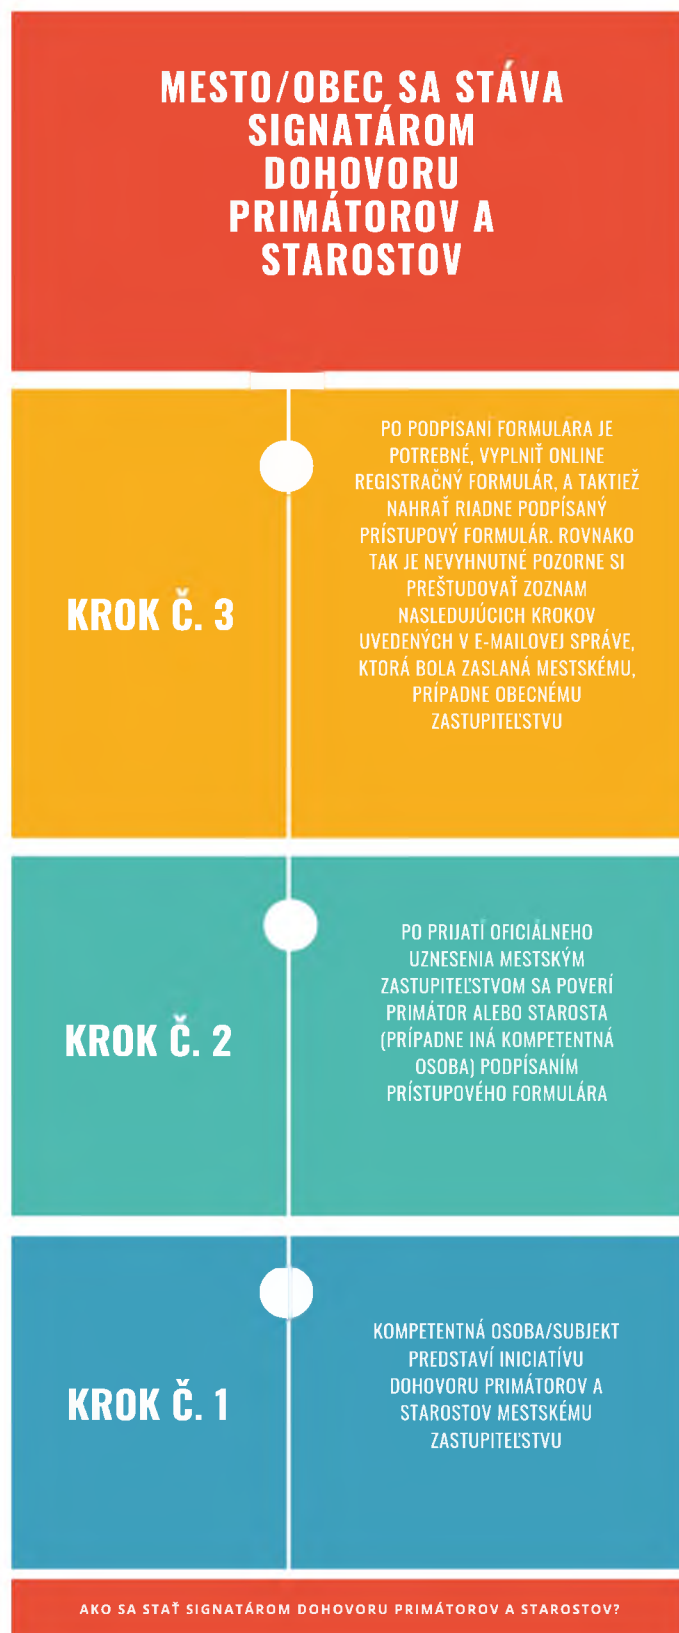 MESTO/OBEC SA STÁVA
SIGNATÁROM
DOHOVORU
PRIMÁTOROV A
STAROSTOV
KROK Č. 3
PO PODPÍSANÍ FORMULÁRA JE
POTREBNÉ, VYPLNIŤ ONLINE
REGISTRAČNÝ FORMULÁR, A TAKTIEŽ
NAHRAŤ RIADNE PODPÍSANÝ
PRÍSTUPOVÝ FORMULÁR. ROVNAKO
TAK JE NEVYHNUTNÉ POZORNE SI
PREŠTUDOVAŤ ZOZNAM
NASLEDUJÚCICH KROKOV
UVEDENÝCH V E-MAILOVEJ SPRÁVE,
KTORÁ BOLA ZASLANÁ MESTSKÉMU,
PRÍPADNE OBECNÉMU
ZASTUPITEĽSTVU
KROK Č. 2
PO PRIJATÍ OFICIÁLNEHO
UZNESENIA MESTSKÝM
ZASTUPITEĽSTVOM SA POVERÍ
PRIMÁTOR ALEBO STAROSTA
(PRÍPADNE INÁ KOMPETENTNÁ
OSOBA) PODPÍSANÍM
PRÍSTUPOVÉHO FORMULÁRA
KROK Č. 1
KOMPETENTNÁ OSOBA/SUBJEKT
PREDSTAVÍ INICIATÍVU
DOHOVORU PRIMÁTOROV A
STAROSTOV MESTSKÉMU
ZASTUPITEĽSTVU
AKO SA STAŤ SIGNATÁROM DOHOVORU PRIMÁTOROV A STAROSTOV?